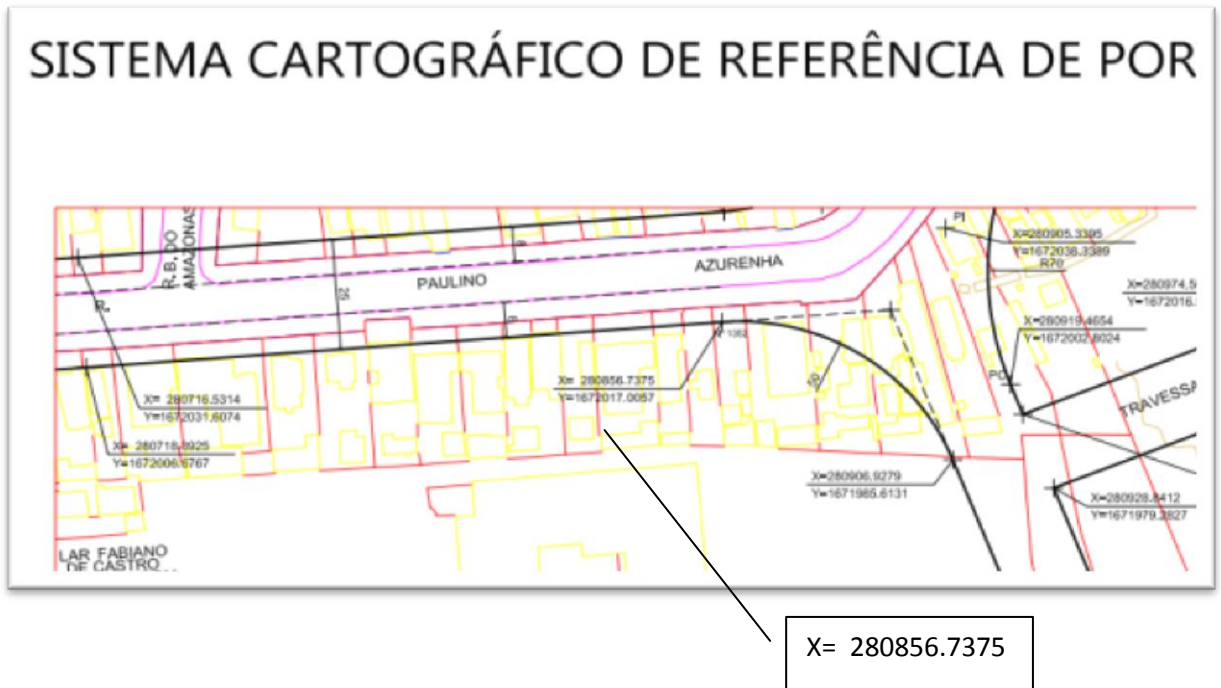 SISTEMA CARTOGRÁFICO DE REFERÊNCIA DE POR
R. B. DO
AMAZONAS
PAULINO
AZURENHA
R.
25
PI
X=280905.3395
Y=1672036.3389
R70
X=280974,5
Y=1672016.
X=280919.4654
Y=1672002.8024
X= 280856.7375
Y=1672017.0057
50
TRAVESSA
X= 280716.5314
Y=1672031.6074
X= 280718.8925
Y=1672006.6767
X=280906.9279
Y=1671985.6131
X=280928.8412
Y=1671979.2827
LAR FABIANO
DE CASTRO
X= 280856.7375